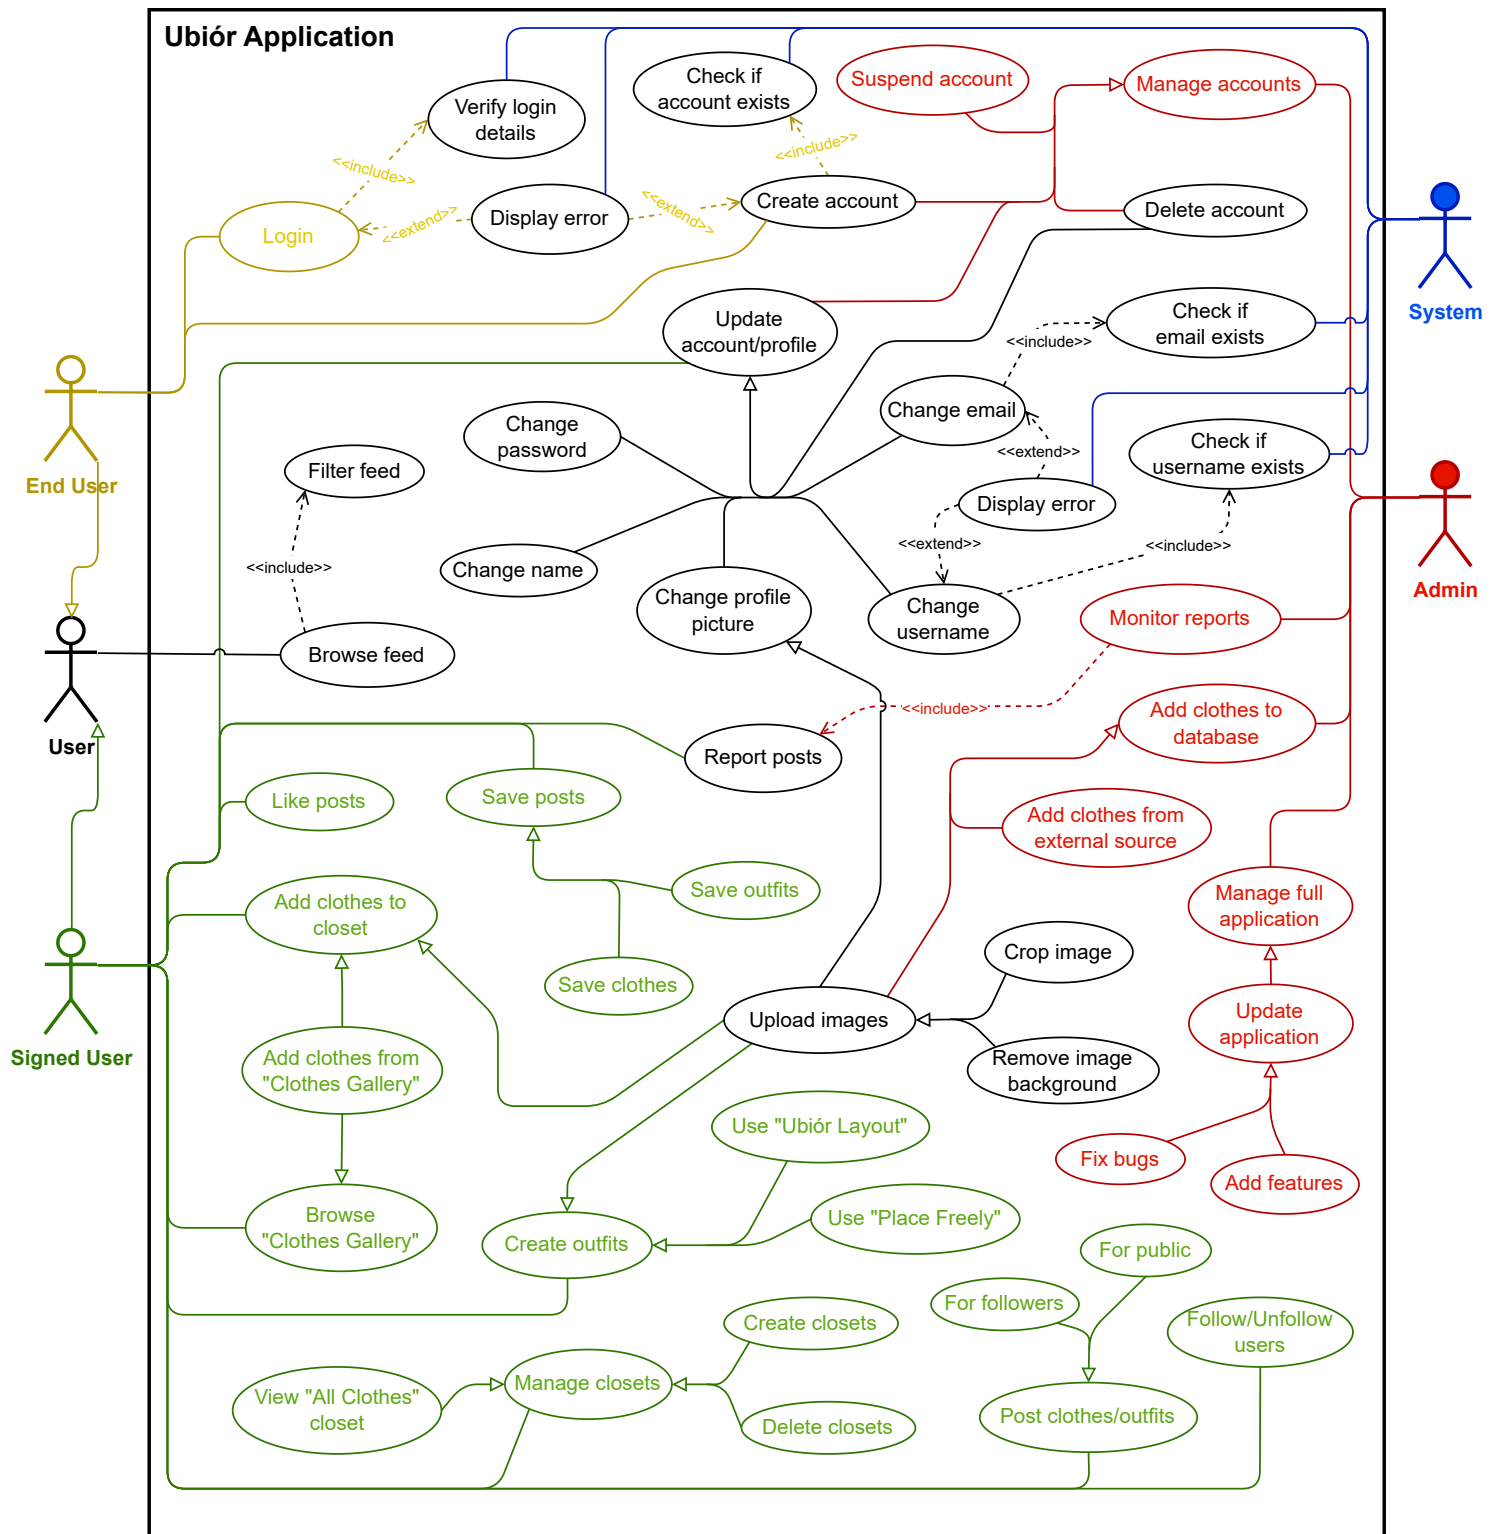 Ubiór Application
Check if
account exists
Suspend account
Manage accounts
Verify login
details
<<include>>
<<include>>
Login
<<extend>>
Display error
<<extend>>
Create account
Delete account
System
Update
account/profile
Check if
email exists
<<include>>
Change
password
Change email
<<extend>>
Check if
username exists
End User
Filter feed
Display error
<<extend>>
<<include>>
<<include>>
Change name
Change profile
picture
Change
username
Monitor reports
Admin
User
Browse feed
<<include>>
Add clothes to
database
Report posts
Like posts
Save posts
Add clothes from
external source
Save outfits
Manage full
application
Add clothes to
closet
Save clothes
Crop image
Signed User
Upload images
Update
application
Add clothes from
"Clothes Gallery"
Remove image
background
Use "Ubiór Layout"
Fix bugs
Add features
Browse
"Clothes Gallery"
Create outfits
Use "Place Freely"
For public
For followers
Create closets
Follow/Unfollow
users
View "All Clothes"
closet
Manage closets
Delete closets
Post clothes/outfits